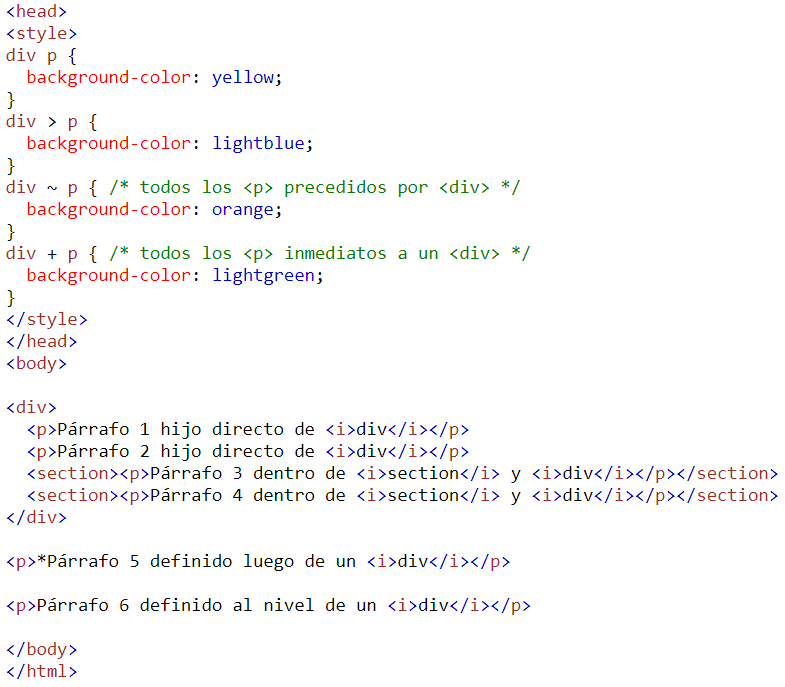 <head>
<style>
div p {
  background-color: yellow;
}
div > p {
  background-color: lightblue;
}
div ~ p { /* todos los <p> precedidos por <div> */
  background-color: orange;
}
div + p { /* todos los <p> inmediatos a un <div> */
  background-color: lightgreen;
}
</style>
</head>
<body>

<div>
  <p>Párrafo 1 hijo directo de <i>div</i></p>
  <p>Párrafo 2 hijo directo de <i>div</i></p>
  <section><p>Párrafo 3 dentro de <i>section</i> y <i>div</i></p></section>
  <section><p>Párrafo 4 dentro de <i>section</i> y <i>div</i></p></section>
</div>

<p>*Párrafo 5 definido luego de un <i>div</i></p>

<p>Párrafo 6 definido al nivel de un <i>div</i></p>

</body>
</html>